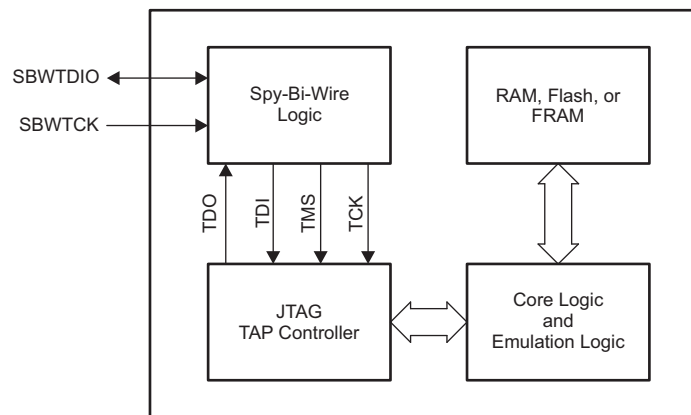 SBWTDIO
SBWTCK
Spy-Bi-Wire
Logic
RAM, Flash, or
FRAM
TDO
TDI
TMS
TCK
JTAG
TAP Controller
Core Logic
and
Emulation Logic